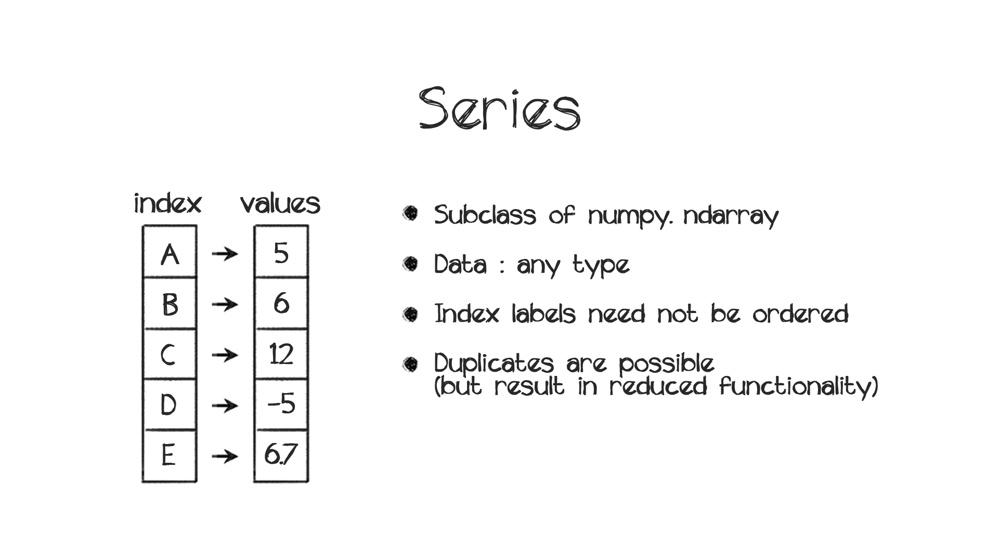 Series
index values
A → 5
B → 6
C → 12
D → -5
E → 6.7
Subclass of numpy. ndarray
Data : any type
Index labels need not be ordered
Duplicates are possible
(but result in reduced functionality)